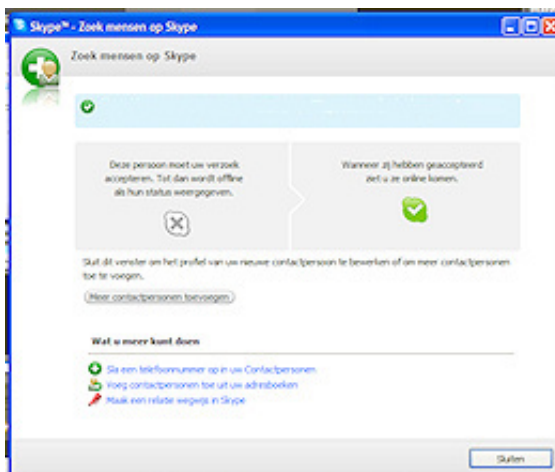 Skype™ - Zoek mensen op Skype
Zoek mensen op Skype
Deze persoon moet uw verzoek
accepteren. Tot dan wordt offline
als hun status weergegeven.
Wanneer zij hebben geaccepteerd
ziet u ze online komen.
Sluit dit venster om het profiel van uw nieuwe contactpersoon te bewerken of om meer contactpersonen
toe te voegen.
Meer contactpersonen toevoegen
Wat u meer kunt doen
Sla een telefoonnummer op in uw Contactpersonen
Voeg contactpersonen toe uit uw adresboeken
Maak een relatie wegwijs in Skype
Sluiten